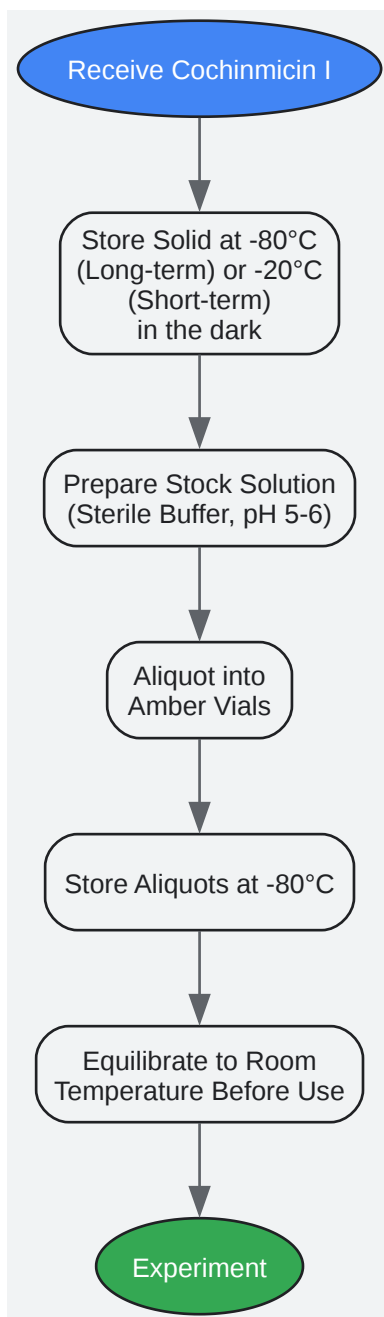 Receive Cochinmicin I
Store Solid at -80°C
(Long-term) or -20°C
(Short-term)
in the dark
Prepare Stock Solution
(Sterile Buffer, pH 5-6)
Aliquot into
Amber Vials
Store Aliquots at -80°C
Equilibrate to Room
Temperature Before Use
Experiment